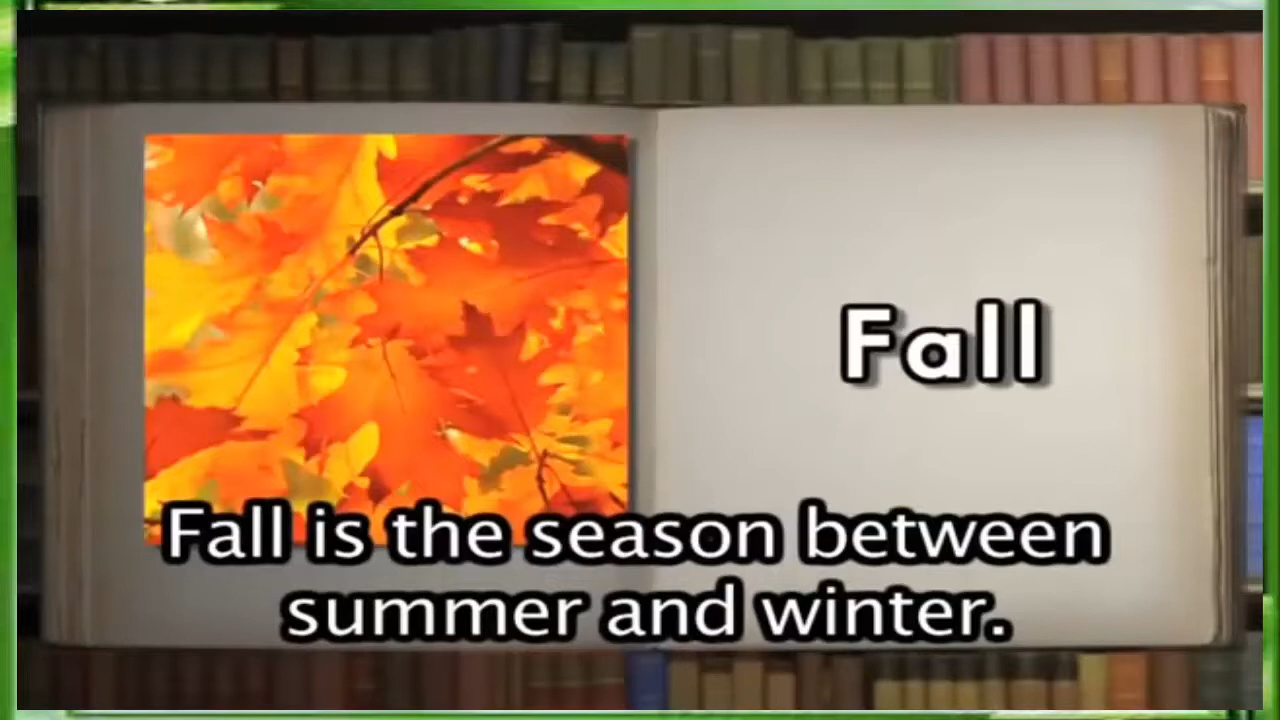 Fall
Fall is the season between
summer and winter.